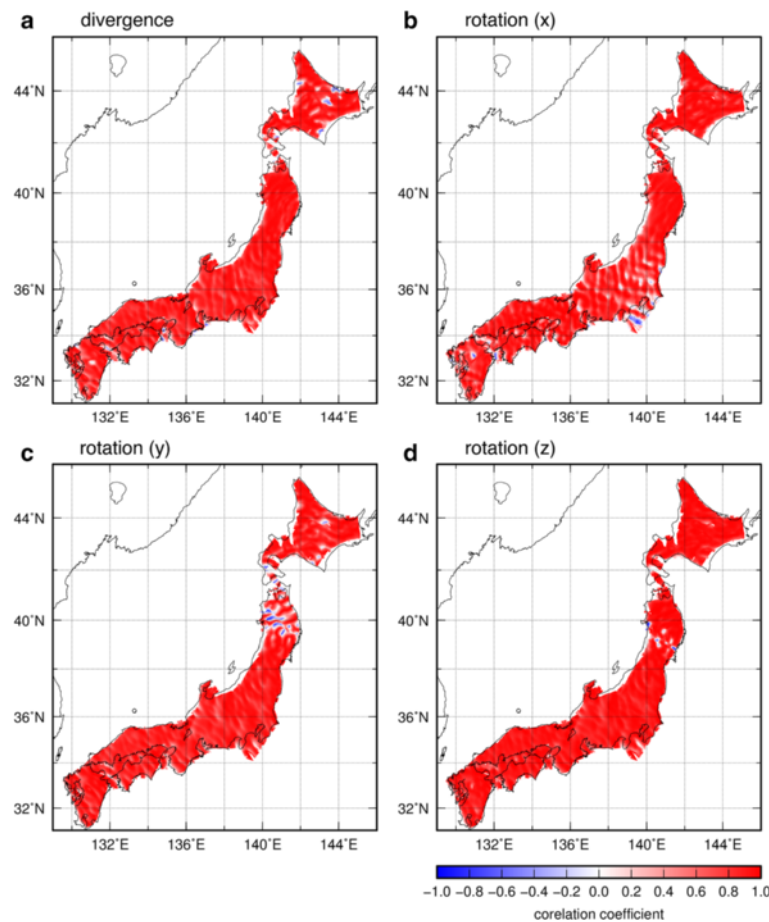 a divergence
b rotation (x)
44˚N
40˚N
36˚N
32˚N
132˚E 136˚E 140˚E 144˚E
44˚N
40˚N
36˚N
32˚N
132˚E 136˚E 140˚E 144˚E
c rotation (y)
d rotation (z)
44˚N
40˚N
36˚N
32˚N
132˚E 136˚E 140˚E 144˚E
44˚N
40˚N
36˚N
32˚N
132˚E 136˚E 140˚E 144˚E
-1.0 -0.8 -0.6 -0.4 -0.2 0.0 0.2 0.4 0.6 0.8 1.0
corelation coefficient